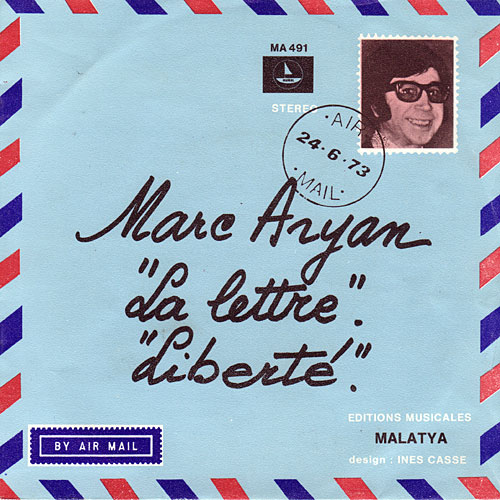 MA 491
STEREO
·AIR·
24·6·73
·MAIL·
Marc Aryan
"La lettre".
"Liberté."
EDITIONS MUSICALES
MALATYA
design : INES CASSE
BY AIR MAIL